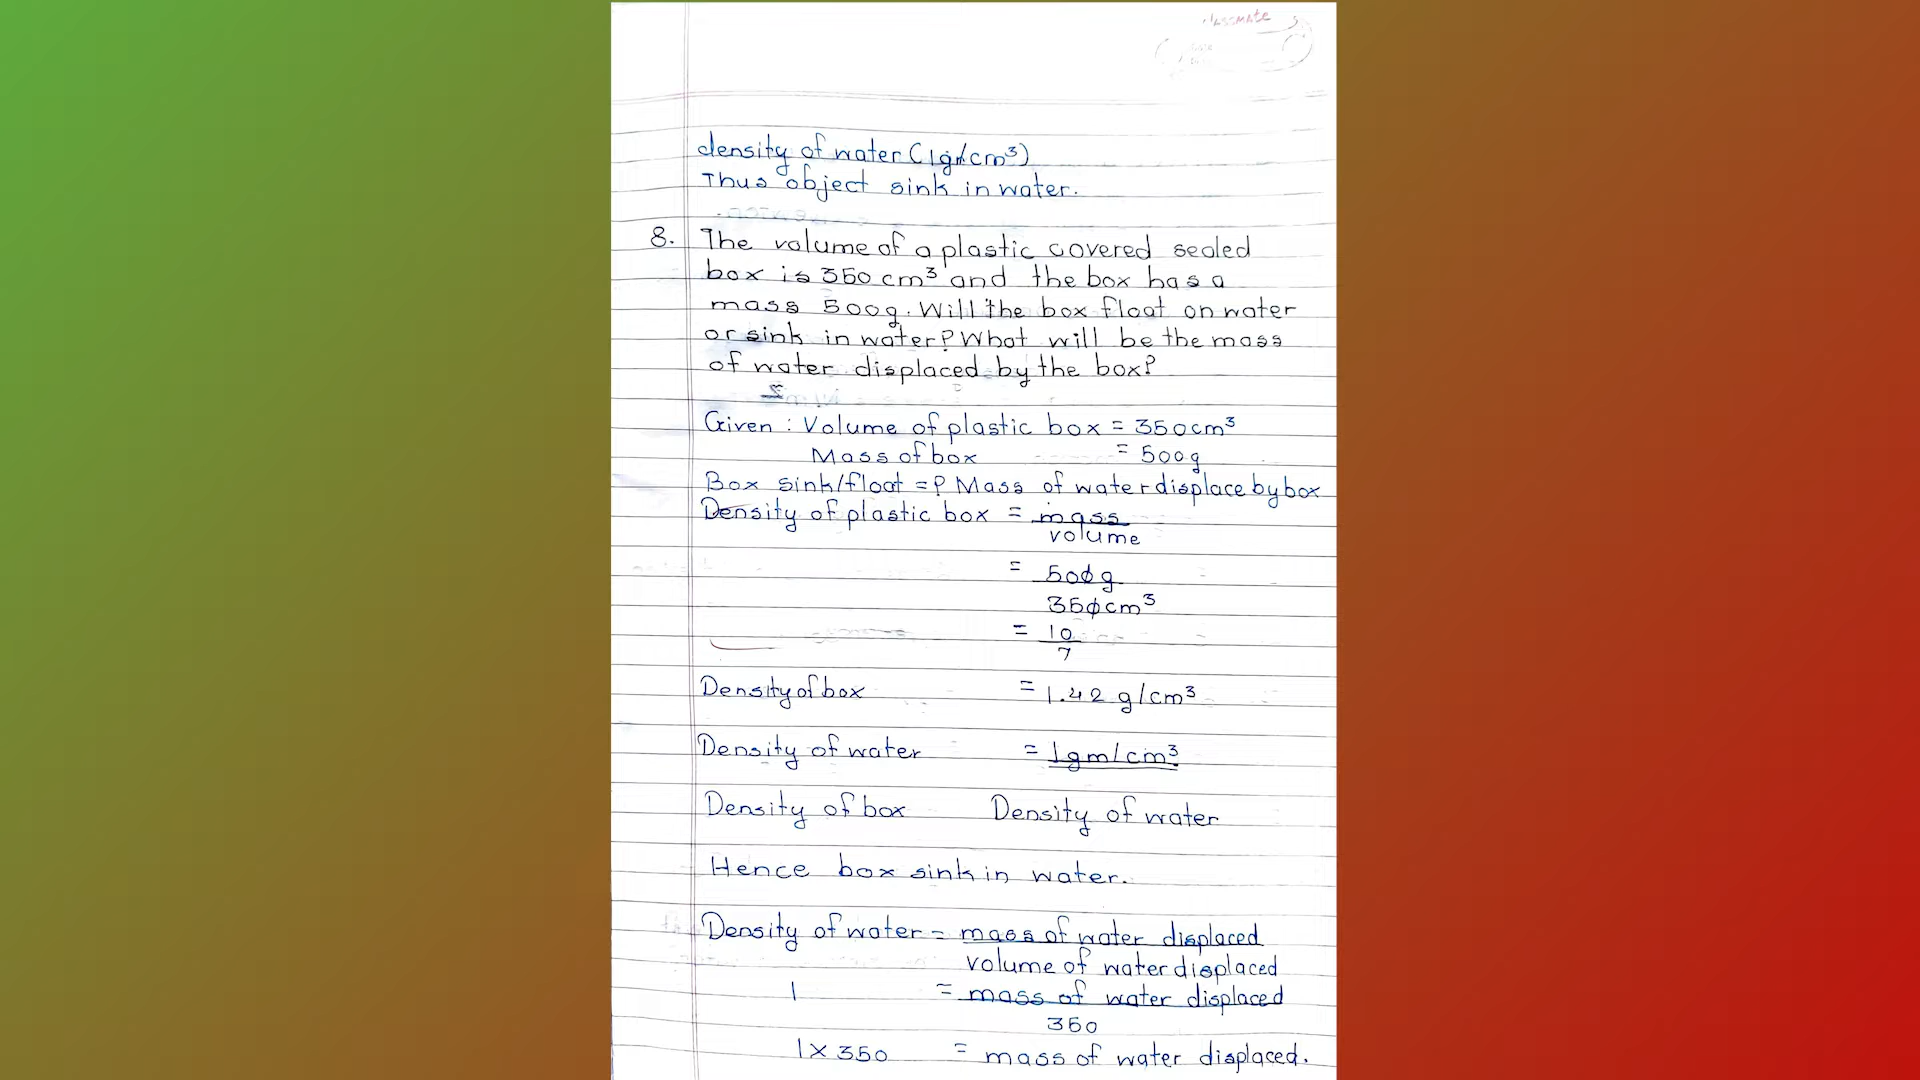 classmate
density of water (1g/cm³)
Thus object sink in water.
8. The volume of a plastic covered sealed
box is 350 cm³ and the box has a
mass 500g. Will the box float on water
or sink in water? What will be the mass
of water displaced by the box?
Given : Volume of plastic box = 350cm³
Mass of box = 500g
Box sink/float = ? Mass of water displace by box
Density of plastic box = mass
volume
= 500g
350cm³
= 10
7
Density of box = 1.42 g/cm³
Density of water = 1gm/cm³
Density of box Density of water
Hence box sink in water.
Density of water = mass of water displaced
volume of water displaced
1 = mass of water displaced
350
1 × 350 = mass of water displaced.